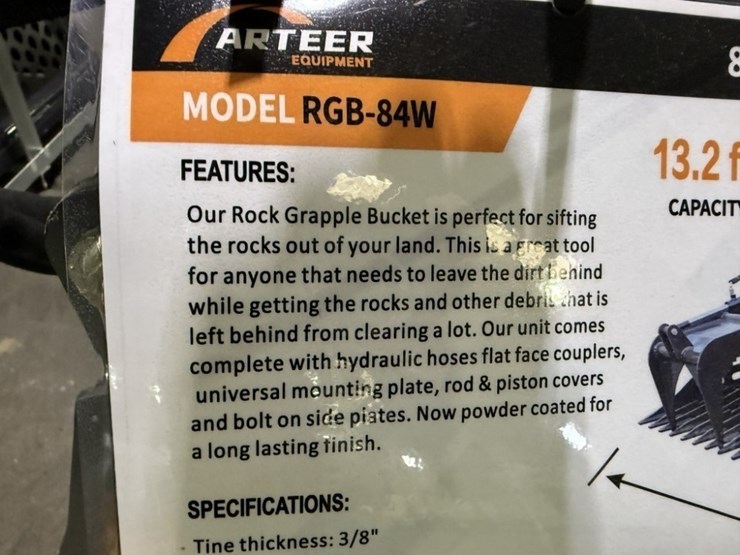 ARTEER
EQUIPMENT
8
MODEL RGB-84W
13.2 f
CAPACITY
FEATURES:
Our Rock Grapple Bucket is perfect for sifting
the rocks out of your land. This is a great tool
for anyone that needs to leave the dirt behind
while getting the rocks and other debris that is
left behind from clearing a lot. Our unit comes
complete with hydraulic hoses flat face couplers,
universal mounting plate, rod & piston covers
and bolt on side plates. Now powder coated for
a long lasting finish.
SPECIFICATIONS:
- Tine thickness: 3/8"